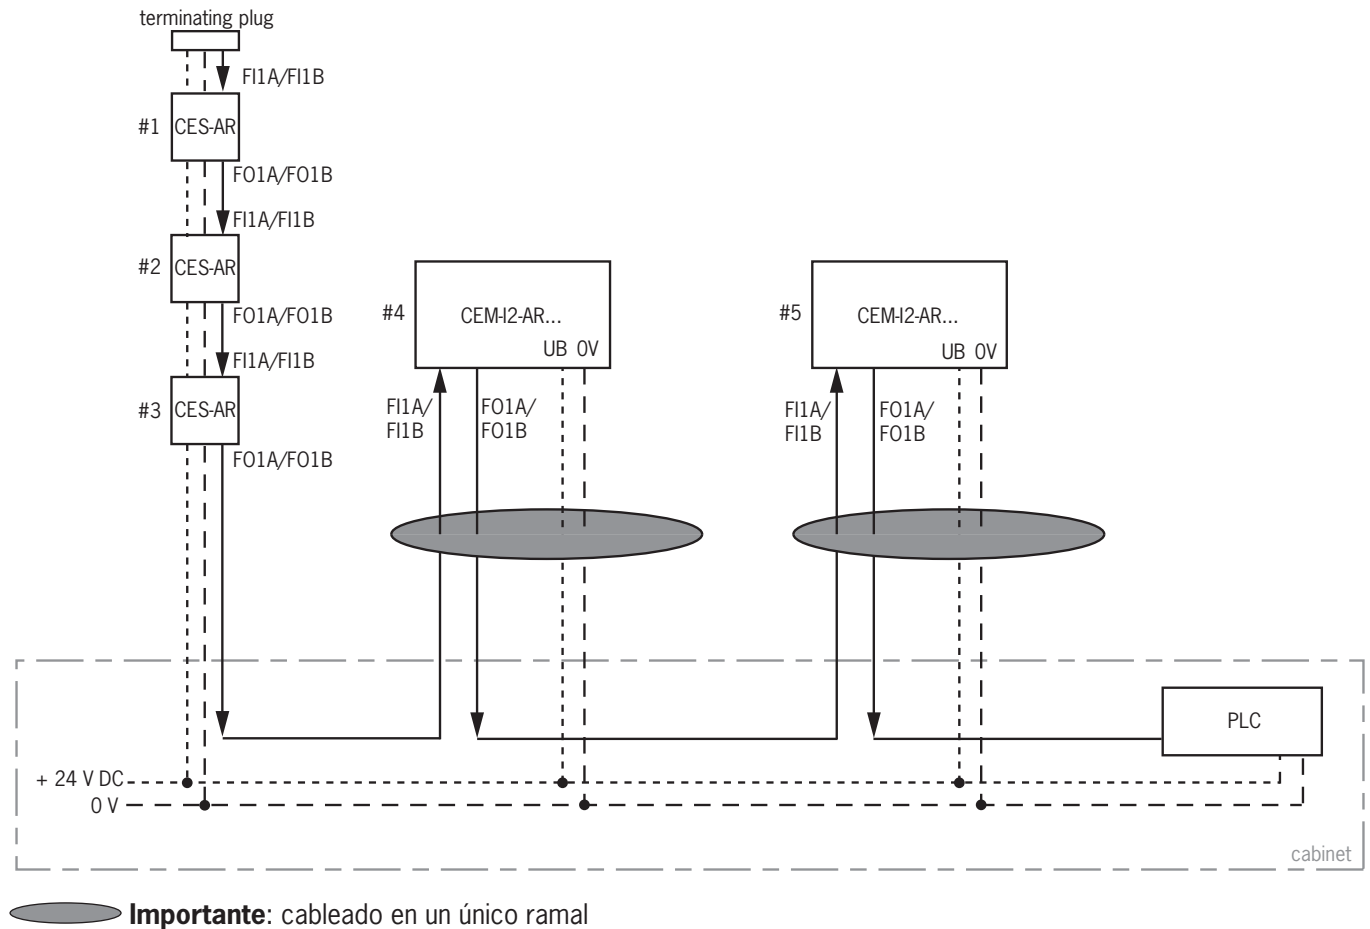 terminating plug
FI1A/FI1B
#1 CES-AR
FO1A/FO1B
FI1A/FI1B
#2 CES-AR
FO1A/FO1B
FI1A/FI1B
#3 CES-AR
FO1A/FO1B
#4 CEM-I2-AR...
UB 0V
FI1A/
FI1B
FO1A/
FO1B
#5 CEM-I2-AR...
UB 0V
FI1A/
FI1B
FO1A/
FO1B
PLC
+ 24 V DC
0 V
cabinet
Importante: cableado en un único ramal